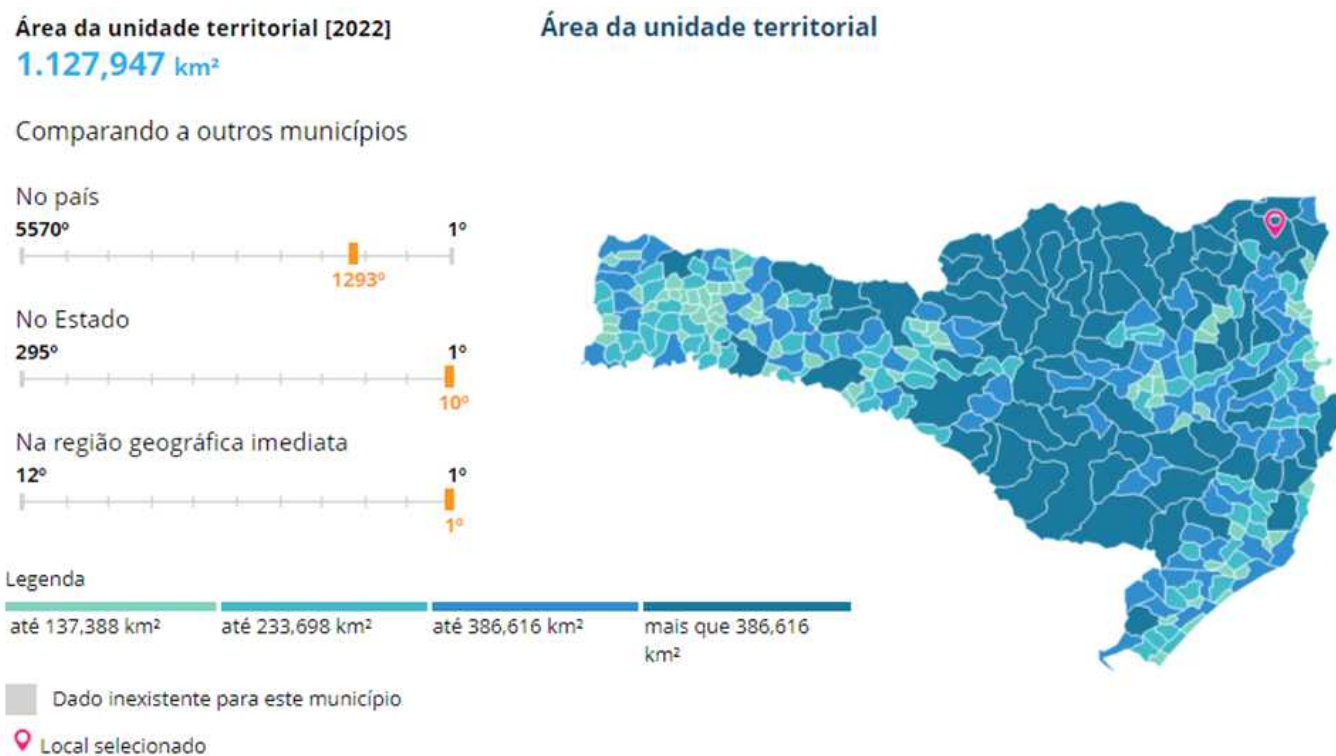 Área da unidade territorial [2022]
1.127,947 km²
Comparando a outros municípios
No país
5570º
1º
1293º
No Estado
295º
1º
10º
Na região geográfica imediata
12º
1º
1º
Área da unidade territorial
Legenda
até 137,388 km²
até 233,698 km²
até 386,616 km²
mais que 386,616
km²
Dado inexistente para este município
Local selecionado